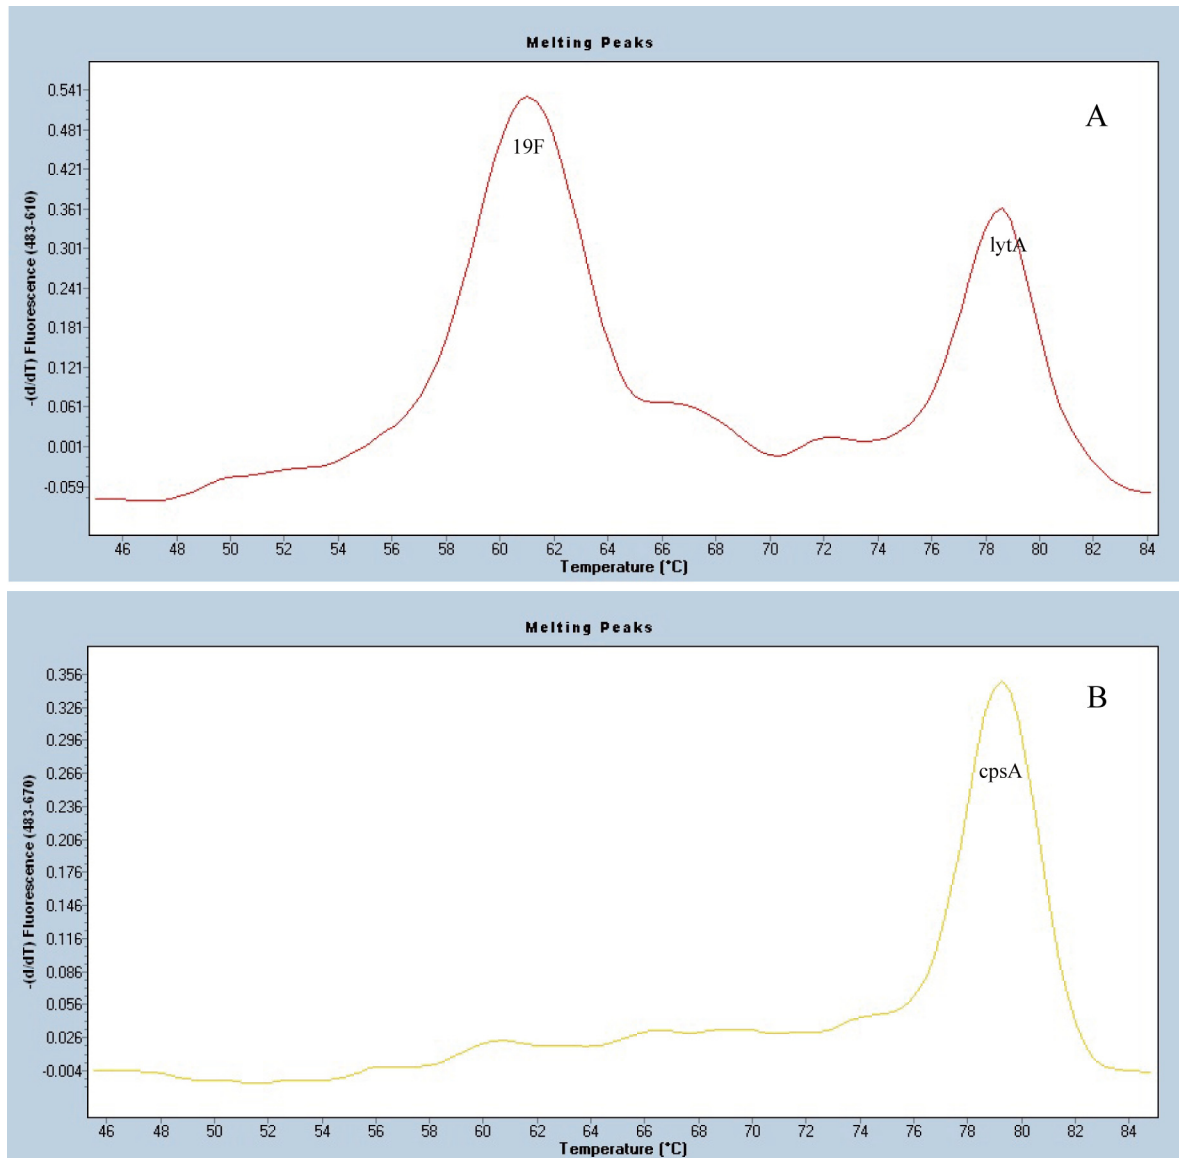 Melting Peaks
A
-(d/dT) Fluorescence (483-610)
0.541
0.481
0.421
0.361
0.301
0.241
0.181
0.121
0.061
0.001
-0.059
19F
lytA
46 48 50 52 54 56 58 60 62 64 66 68 70 72 74 76 78 80 82 84
Temperature (°C)
Melting Peaks
B
-(d/dT) Fluorescence (483-670)
0.356
0.326
0.296
0.266
0.236
0.206
0.176
0.146
0.116
0.086
0.056
0.026
-0.004
cpsA
46 48 50 52 54 56 58 60 62 64 66 68 70 72 74 76 78 80 82 84
Temperature (°C)